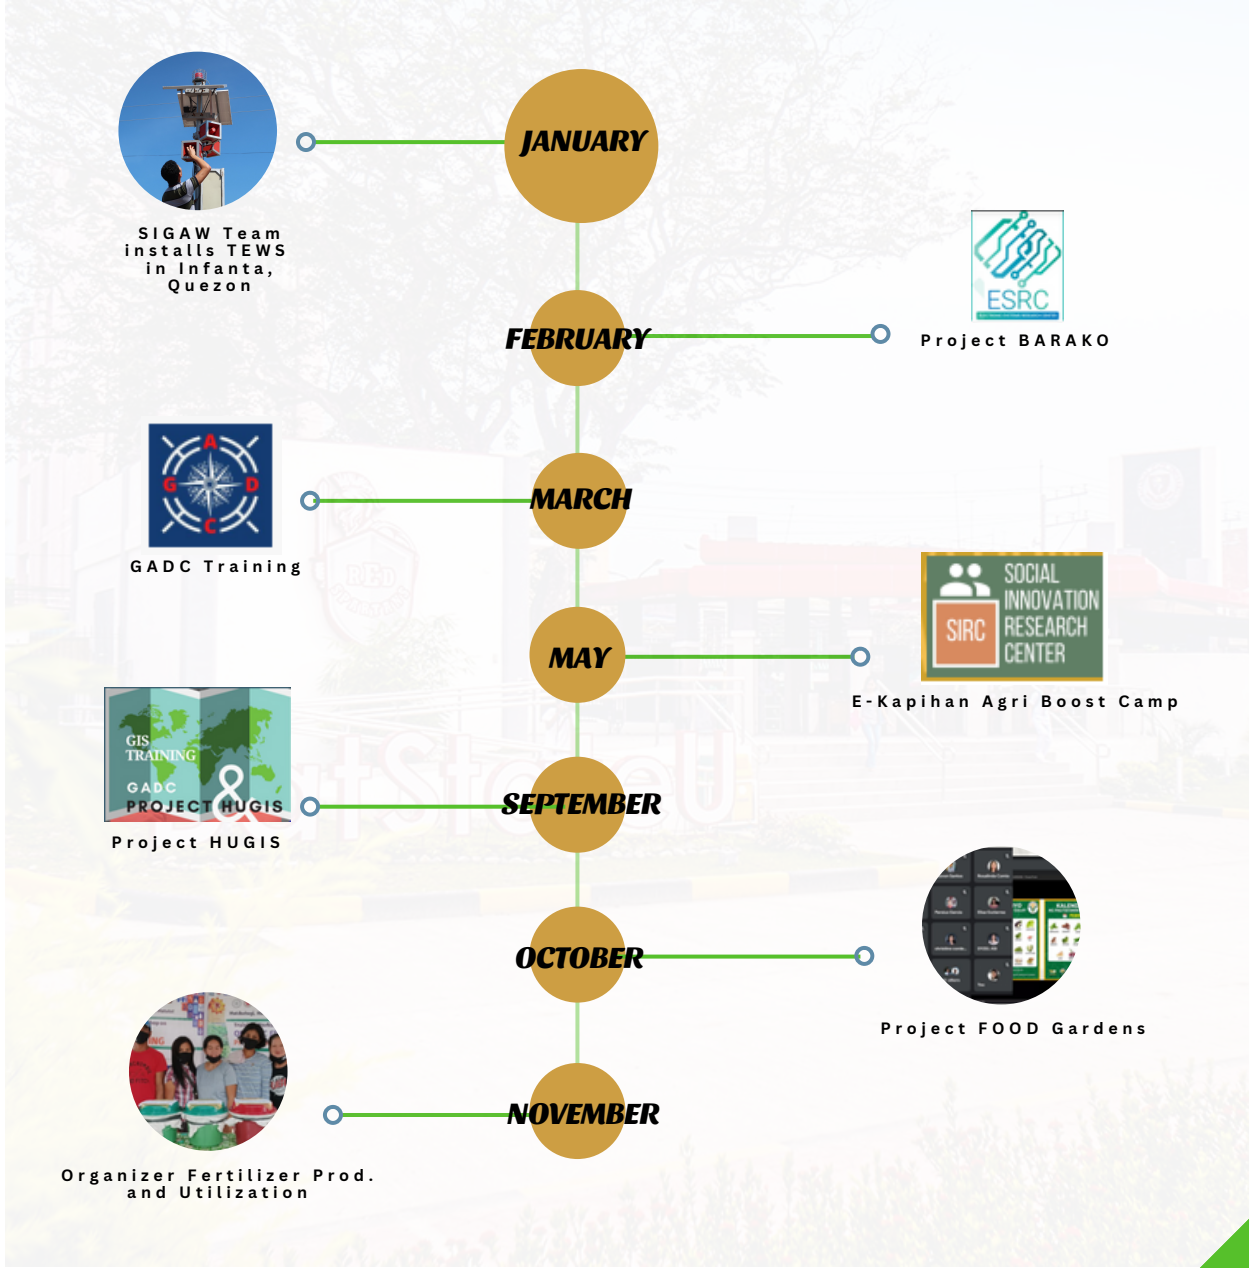 JANUARY
SIGAW Team
installs TEWS
in Infanta,
Quezon
ESRC
FEBRUARY
Project BARAKO
A
G D
C
MARCH
GADC Training
SOCIAL
INNOVATION
SIRC
RESEARCH
CENTER
MAY
E-Kapihan Agri Boost Camp
GIS
TRAINING
GADC
&
PROJECT HUGIS
SEPTEMBER
Project HUGIS
RED
BatStateU
OCTOBER
Project FOOD Gardens
NOVEMBER
Organizer Fertilizer Prod.
and Utilization